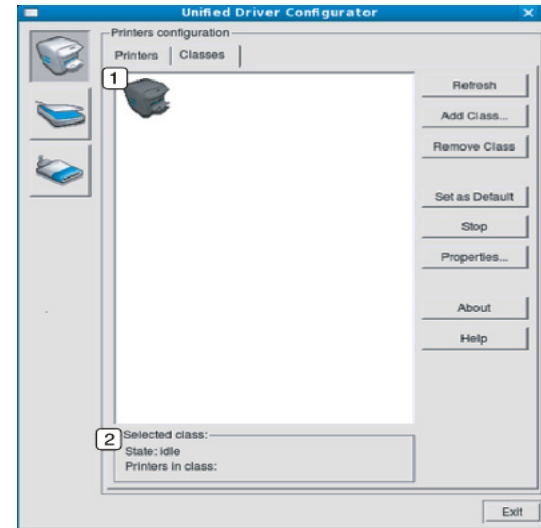 Unified Driver Configurator
Printers configuration
Printers Classes
1
Refresh
Add Class...
Remove Class
Set as Default
Stop
Properties...
About
Help
2
Selected class:
State: idle
Printers in class:
Exit